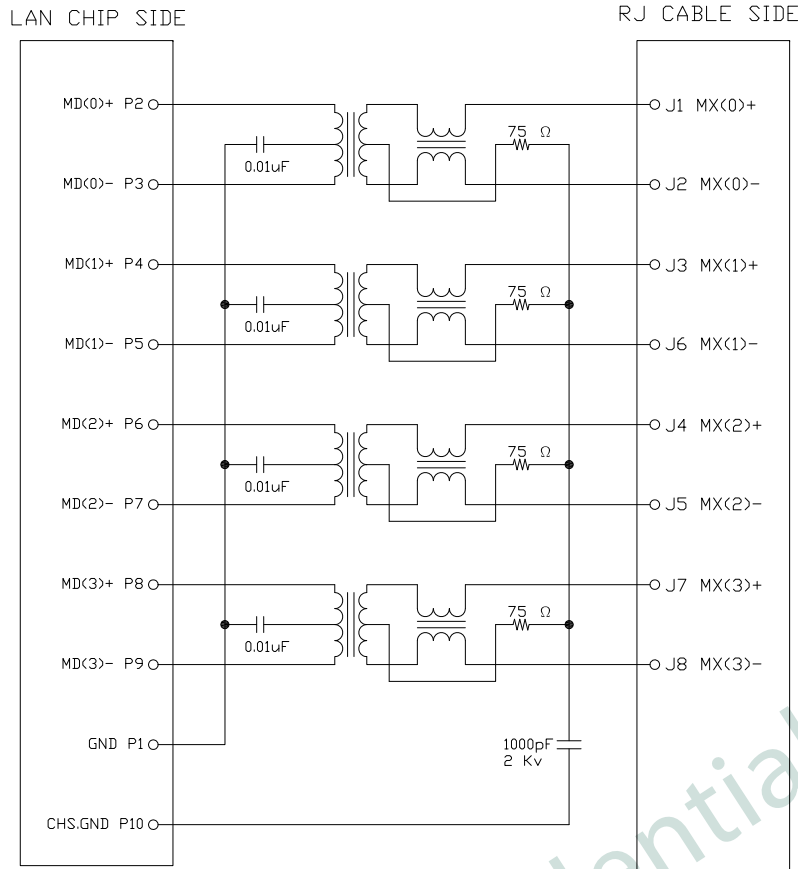 LAN CHIP SIDE
RJ CABLE SIDE
MD(0)+ P2
J1 MX(0)+
75 Ω
0.01uF
MD(0)- P3
J2 MX(0)-
MD(1)+ P4
J3 MX(1)+
75 Ω
0.01uF
MD(1)- P5
J6 MX(1)-
MD(2)+ P6
J4 MX(2)+
75 Ω
0.01uF
MD(2)- P7
J5 MX(2)-
MD(3)+ P8
J7 MX(3)+
75 Ω
0.01uF
MD(3)- P9
J8 MX(3)-
GND P1
1000pF
2 Kv
CHS.GND P10